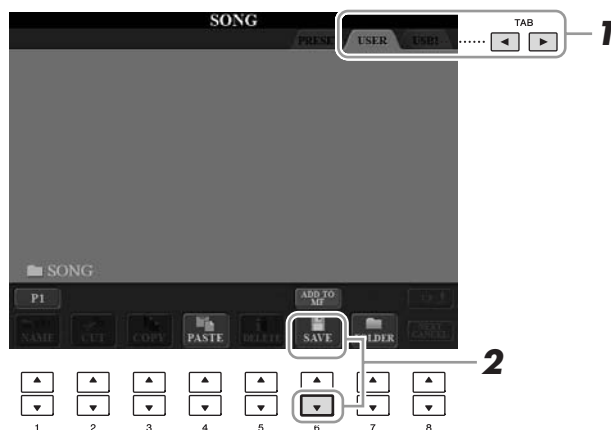 SONG
TAB
PRESET USER USB1
1
SONG
P1 ADD TO MF
NAME CUT COPY PASTE DELETE SAVE FOLDER
2
1 2 3 4 5 6 7 8